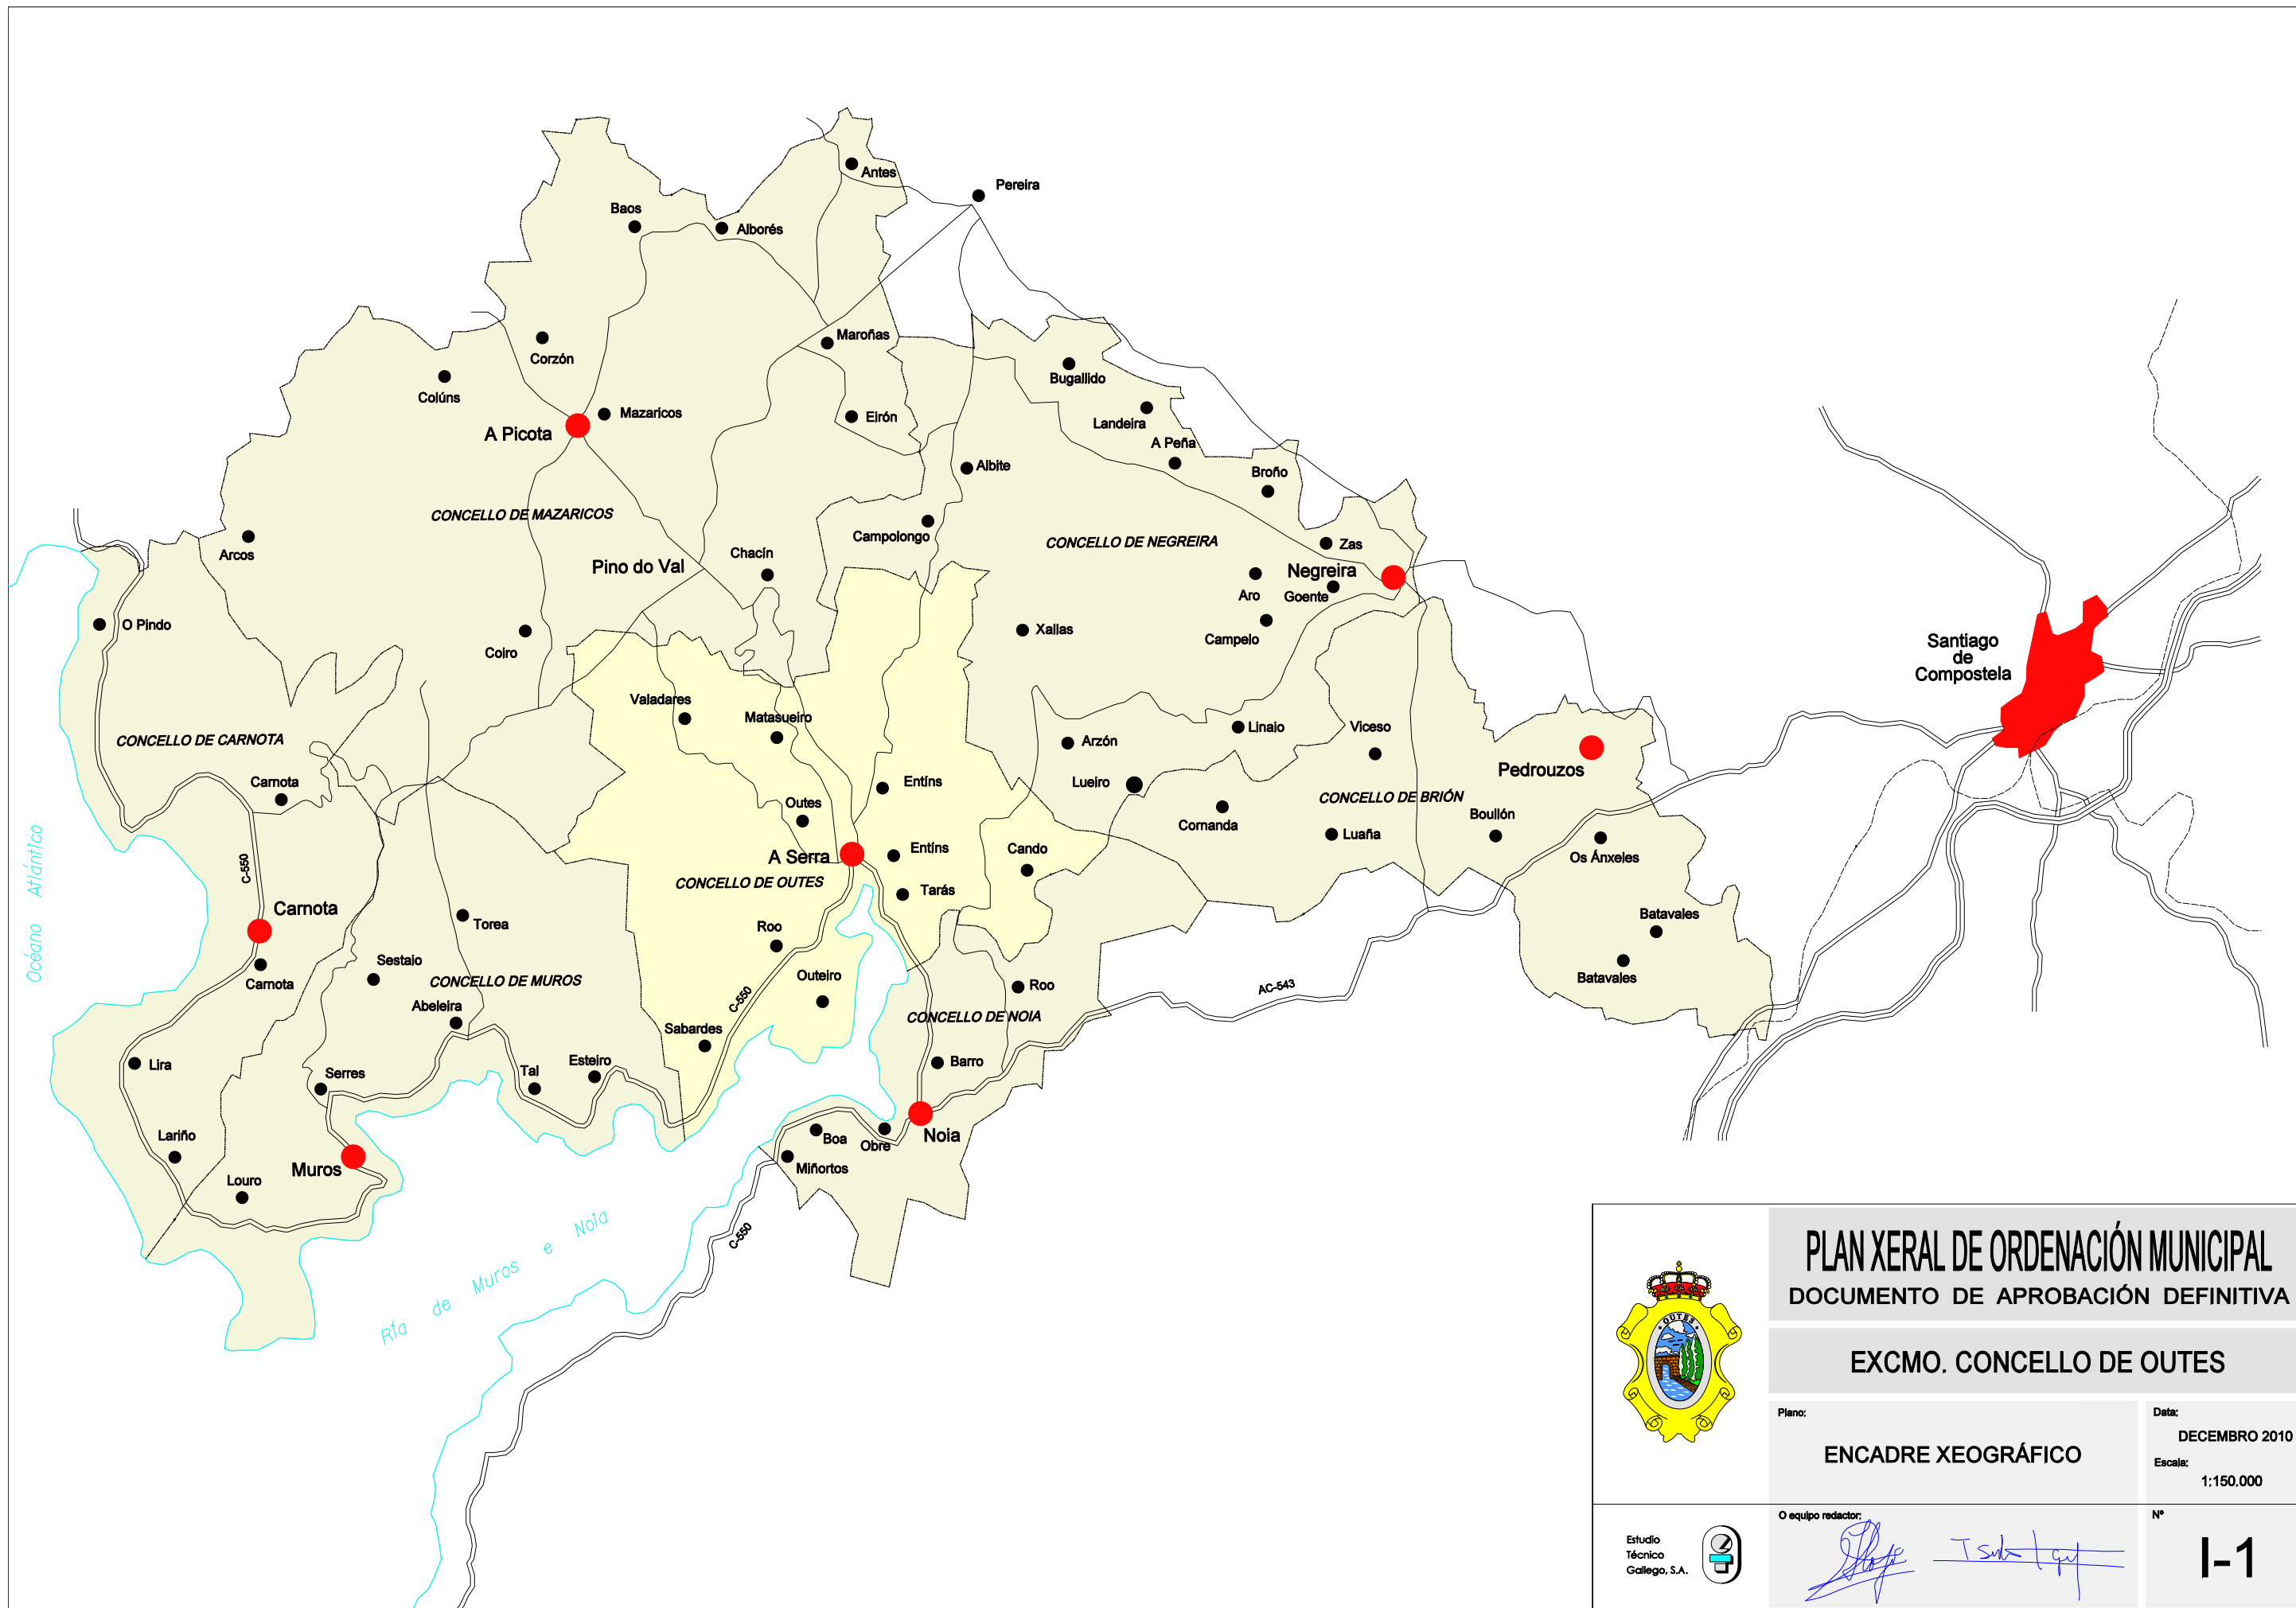 Antes
Pereira
Baos
Alborés
Maroñas
Corzón
Colúns
Bugallido
Mazaricos
A Picota
Eirón
Landeira
A Peña
Albite
Broño
CONCELLO DE MAZARICOS
Campolongo
CONCELLO DE NEGREIRA
Zas
Arcos
Chacín
Pino do Val
Negreira
Aro
Goente
O Pindo
Xallas
Campelo
Coiro
Santiago
de
Compostela
Valadares
Matasueiro
Linaio
Viceso
CONCELLO DE CARNOTA
Arzón
Pedrouzos
Carnota
Entíns
Lueiro
CONCELLO DE BRIÓN
Outes
Cornanda
Luaña
Boullón
A Serra
Entíns
Cando
Os Ánxeles
C-550
CONCELLO DE OUTES
Tarás
Océano Atlántico
Carnota
Torea
Roo
Batavales
Sestaio
CONCELLO DE MUROS
Outeiro
Batavales
Carnota
Abeleira
C-550
Roo
AC-543
CONCELLO DE NOIA
Sabardes
Lira
Serres
Tal
Esteiro
Barro
Lariño
Boa
Obre
Noia
Muros
Miñortos
Louro
C-550
Ría de Muros e Noia
OUTES
PLAN XERAL DE ORDENACIÓN MUNICIPAL
DOCUMENTO DE APROBACIÓN DEFINITIVA
EXCMO. CONCELLO DE OUTES
Plano:
ENCADRE XEOGRÁFICO
Data:
DECEMBRO 2010
Escala:
1:150.000
Estudio
Técnico
Gallego, S.A.
O equipo redactor:
Nº
I-1